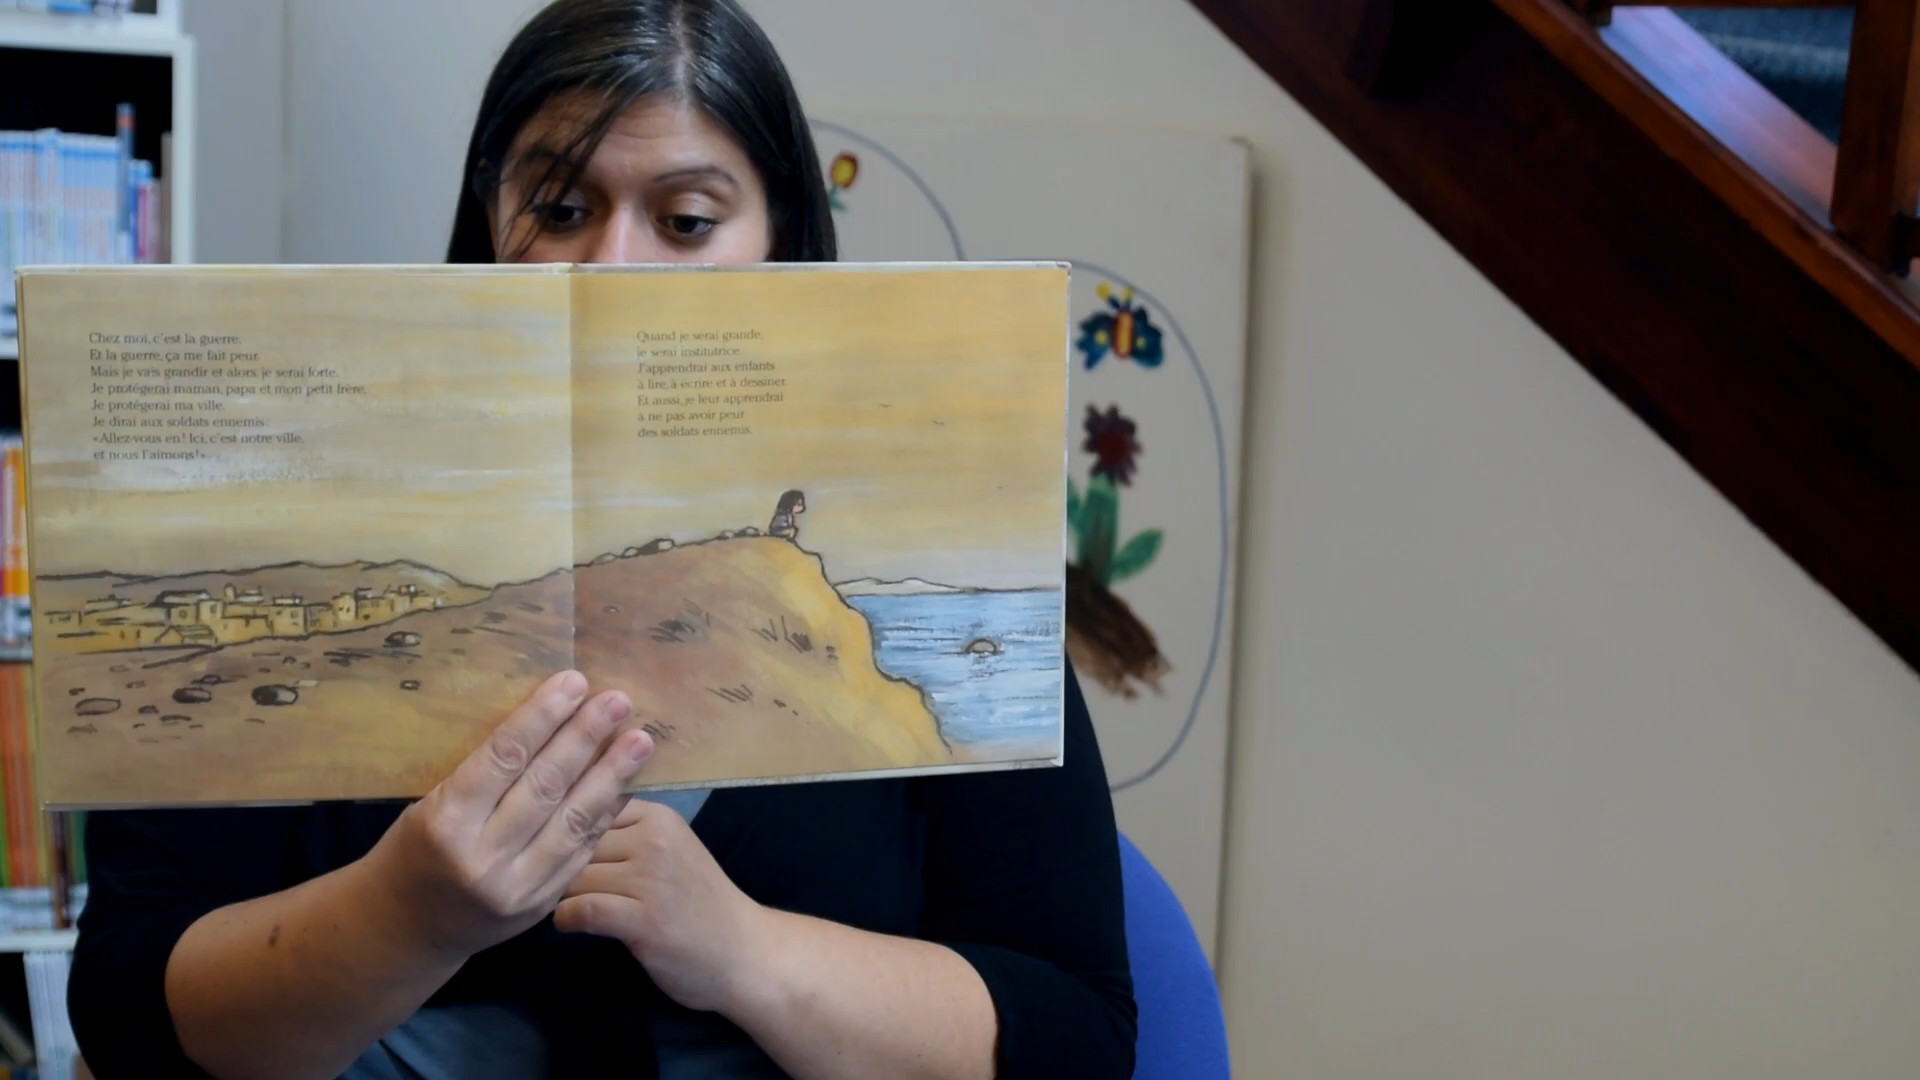 Chez moi, c'est la guerre.
Et la guerre, ça me fait peur.
Mais je vais grandir et alors, je serai forte.
Je protégerai maman, papa et mon petit frère.
Je protégerai ma ville.
Je dirai aux soldats ennemis :
«Allez-vous en! Ici, c'est notre ville,
et nous l'aimons!»
Quand je serai grande,
je serai institutrice.
J'apprendrai aux enfants
à lire, à écrire et à dessiner.
Et aussi, je leur apprendrai
à ne pas avoir peur
des soldats ennemis.